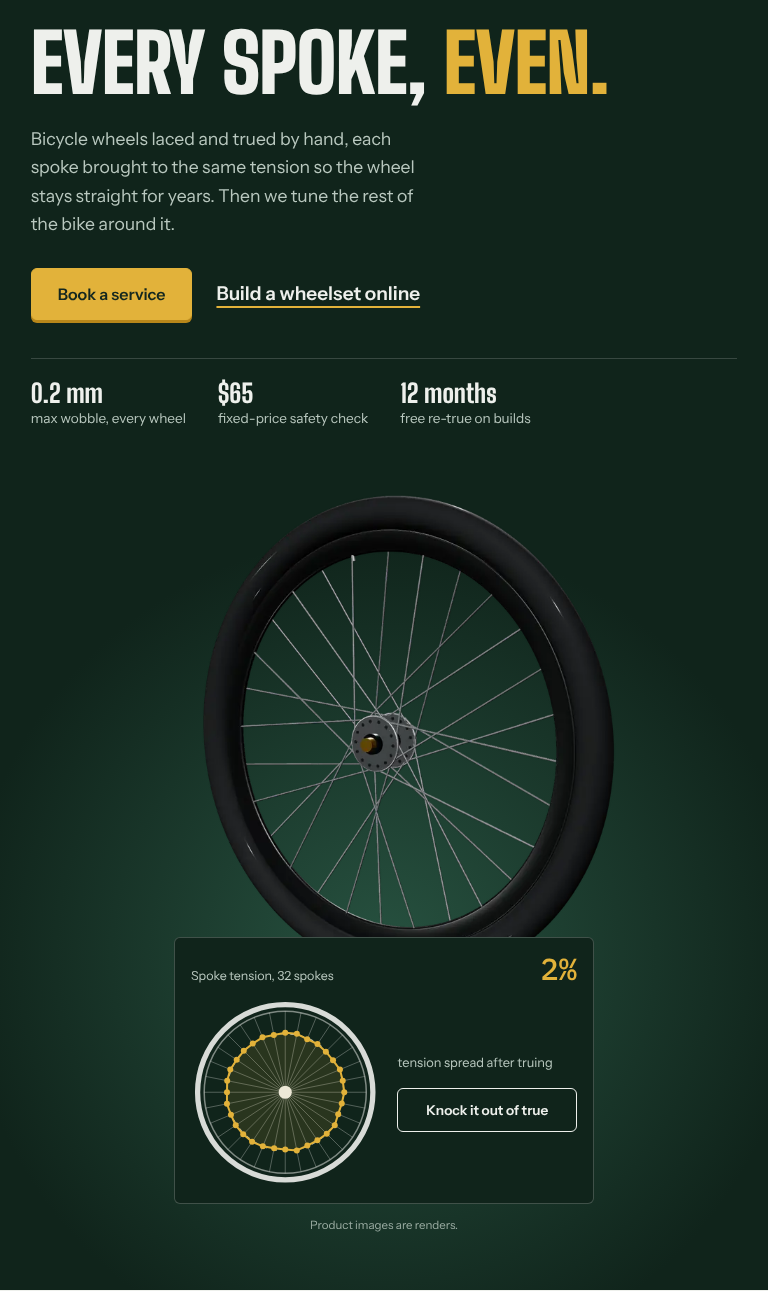 EVERY SPOKE, EVEN.
Bicycle wheels laced and trued by hand, each
spoke brought to the same tension so the wheel
stays straight for years. Then we tune the rest of
the bike around it.
Book a service
Build a wheelset online
0.2 mm
max wobble, every wheel
$65
fixed-price safety check
12 months
free re-true on builds
Spoke tension, 32 spokes
2%
tension spread after truing
Knock it out of true
Product images are renders.